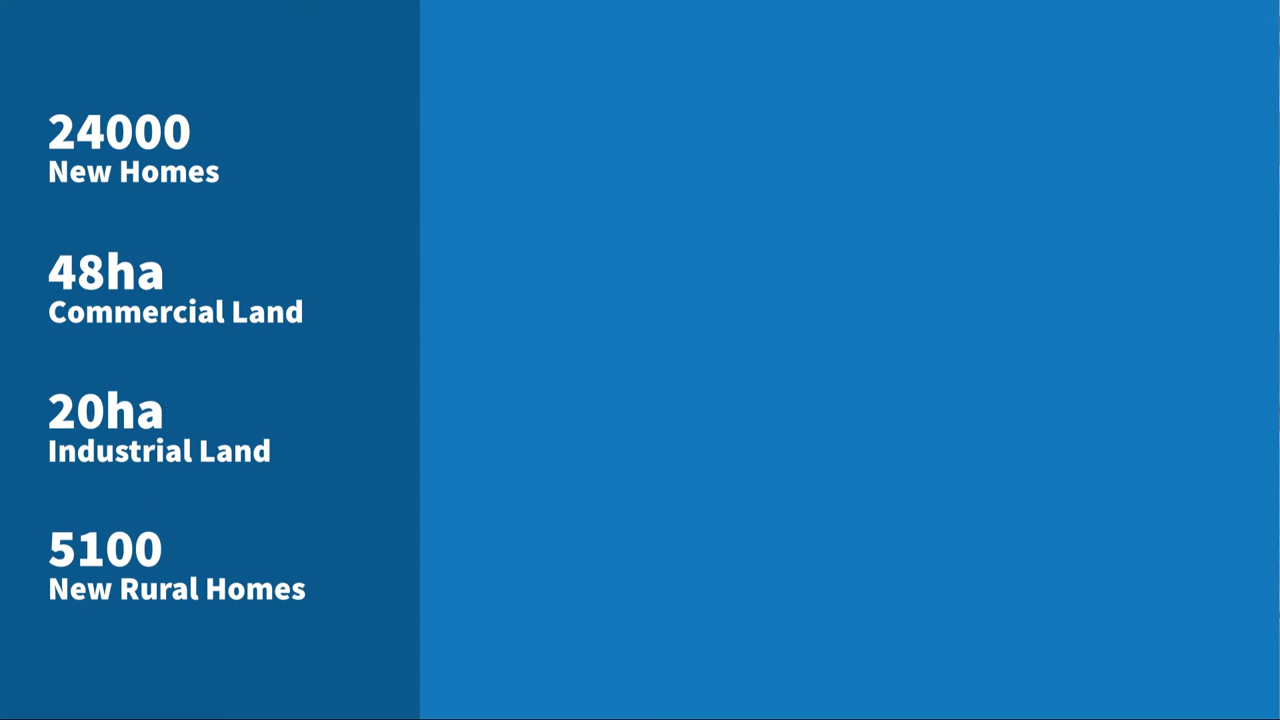 24000
New Homes
48ha
Commercial Land
20ha
Industrial Land
5100
New Rural Homes